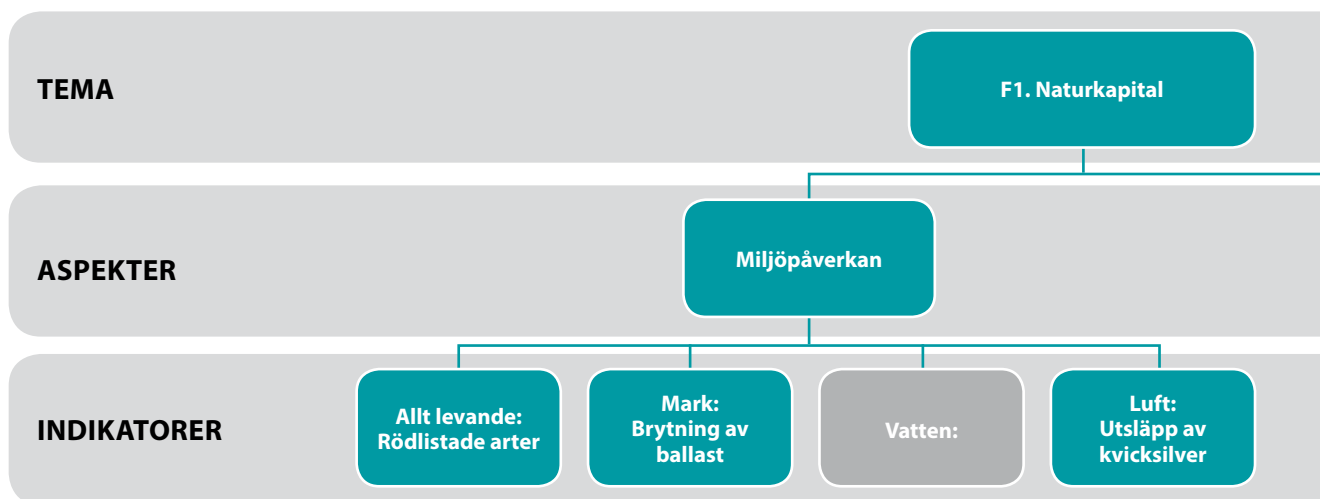 TEMA
F1. Naturkapital
ASPEKTER
Miljöpåverkan
INDIKATORER
Allt levande:
Rödlistade arter
Mark:
Brytning av
ballast
Vatten:
Luft:
Utsläpp av
kvicksilver